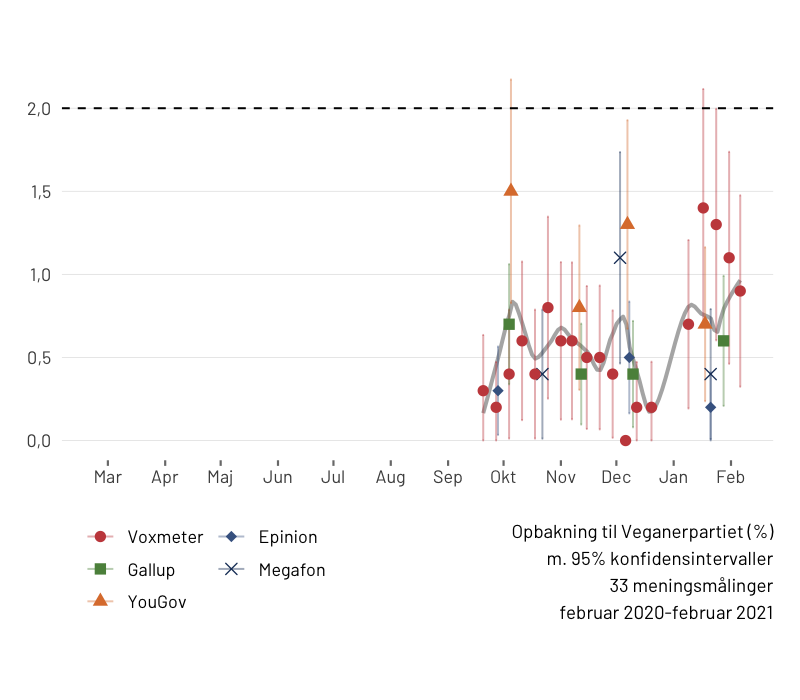 2,0
1,5
1,0
0,5
0,0
Mar Apr Maj Jun Jul Aug Sep Okt Nov Dec Jan Feb
Voxmeter Epinion
Gallup Megafon
YouGov
Opbakning til Veganerpartiet (%)
m. 95% konfidensintervaller
33 meningsmålinger
februar 2020-februar 2021